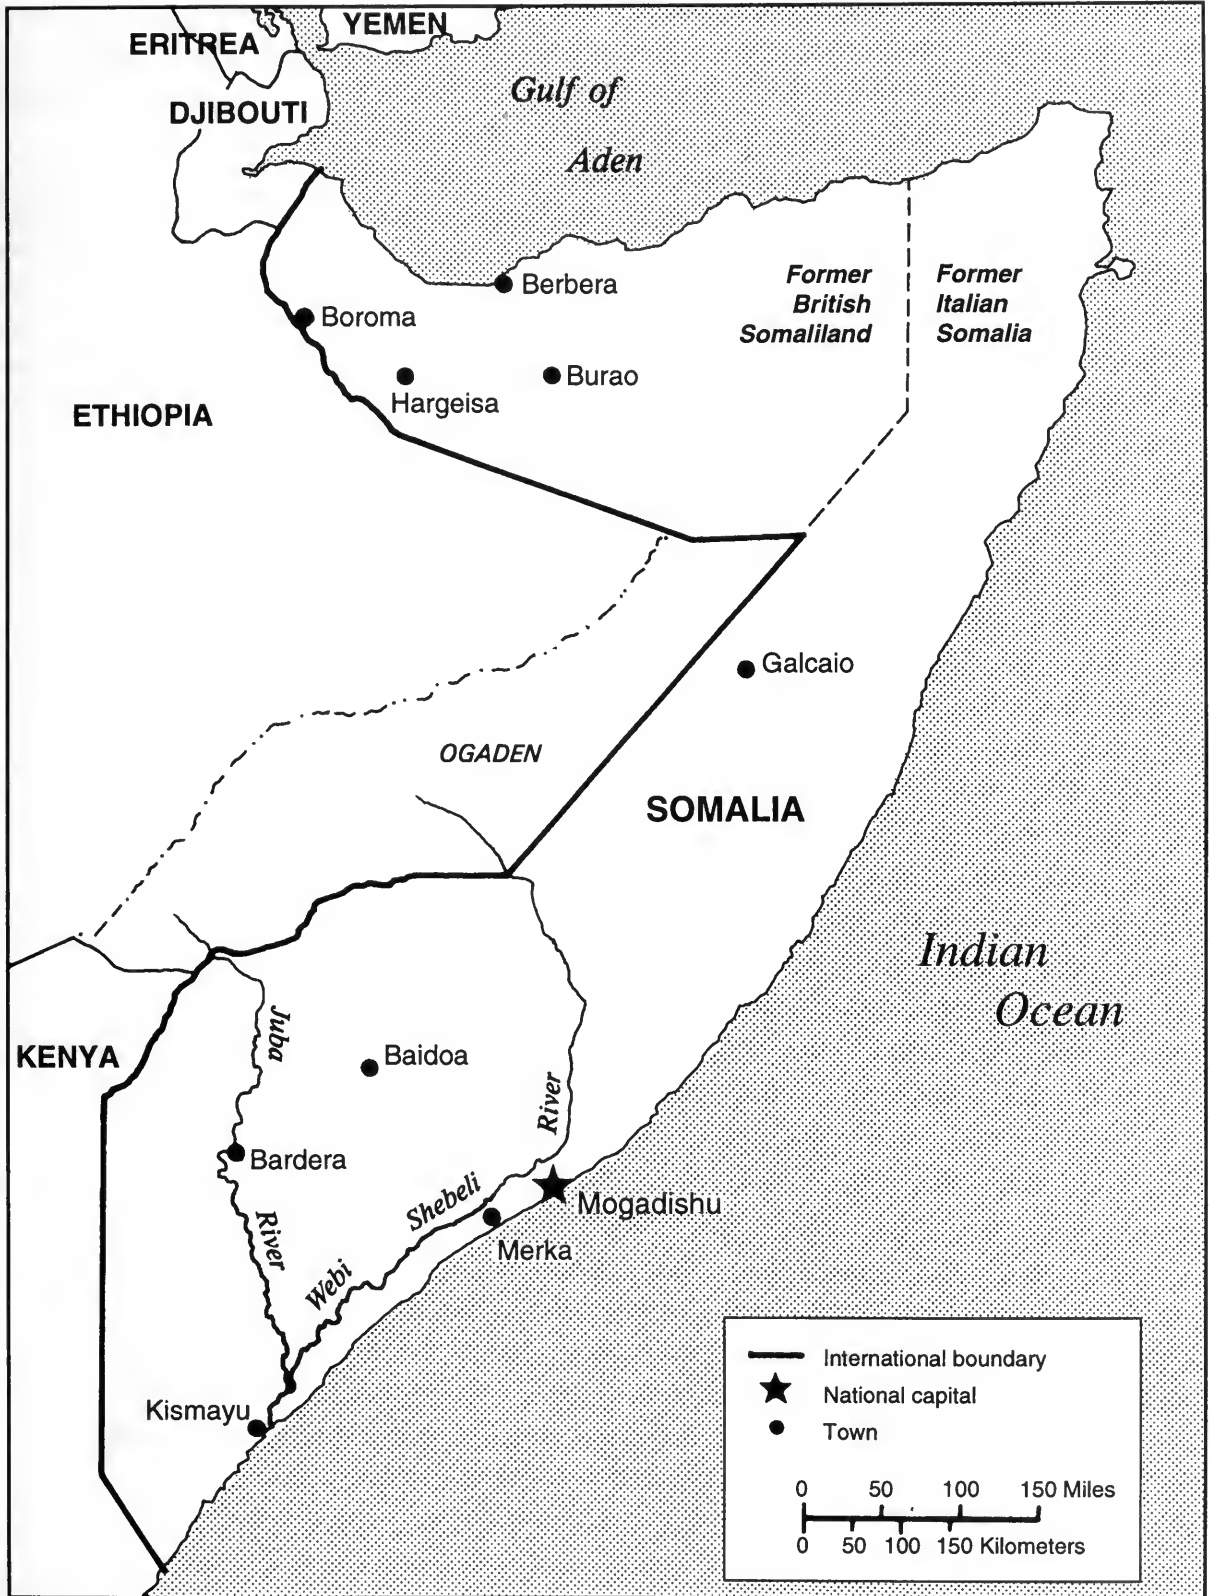 YEMEN
ERITREA
Gulf of
Aden
DJIBOUTI
Former
British
Somaliland
Former
Italian
Somalia
Berbera
Boroma
Hargeisa
Burao
ETHIOPIA
Galcaio
OGADEN
SOMALIA
Indian
Ocean
Juba
River
KENYA
Baidoa
Bardera
Webi
Shebeli
River
Mogadishu
Merka
Kismayu
International boundary
National capital
Town
0 50 100 150 Miles
0 50 100 150 Kilometers